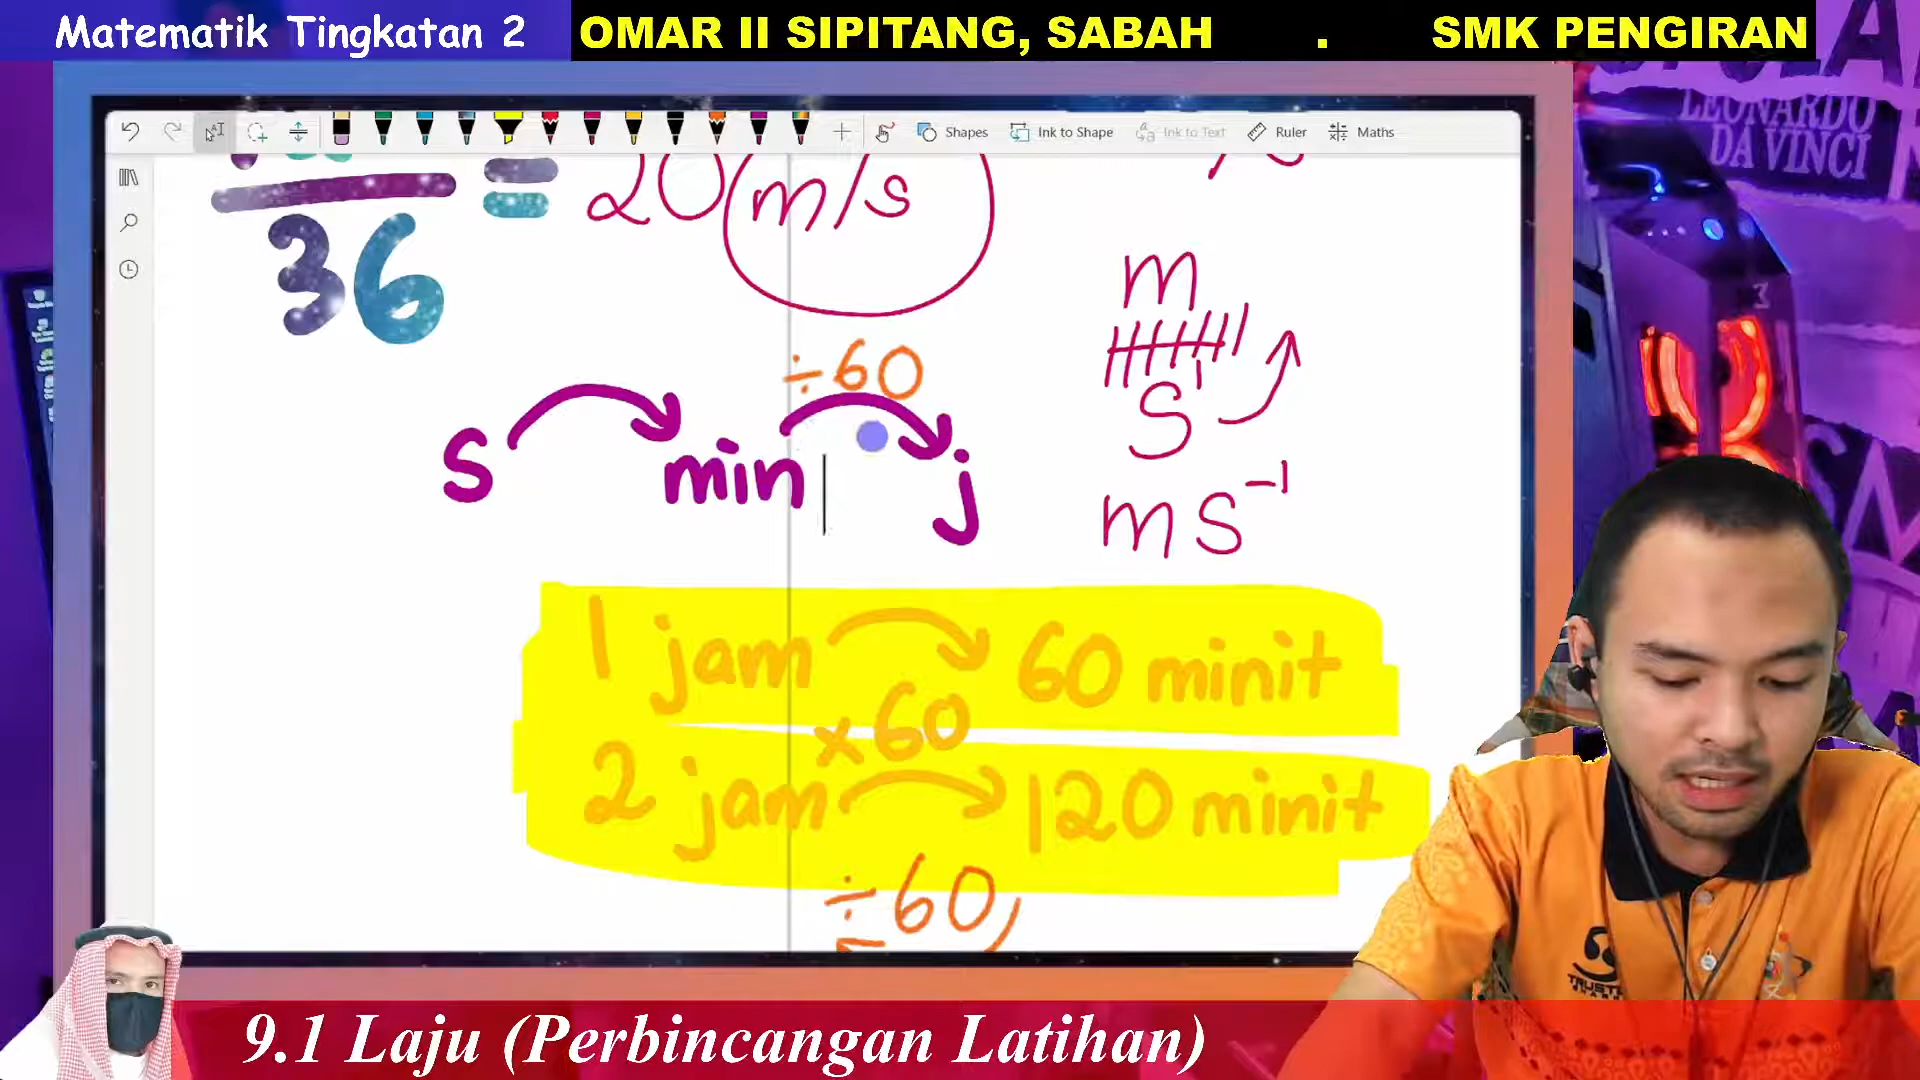 Matematik Tingkatan 2
OMAR II SIPITANG, SABAH . SMK PENGIRAN
LEONARDO
DA VINCI
Shapes
Ink to Shape
Ink to Text
Ruler
Maths
36
=
20 m/s
m
s
÷60
s
min
j
m s⁻¹
1 jam 60 minit
×60
2 jam 120 minit
÷60
9.1 Laju (Perbincangan Latihan)